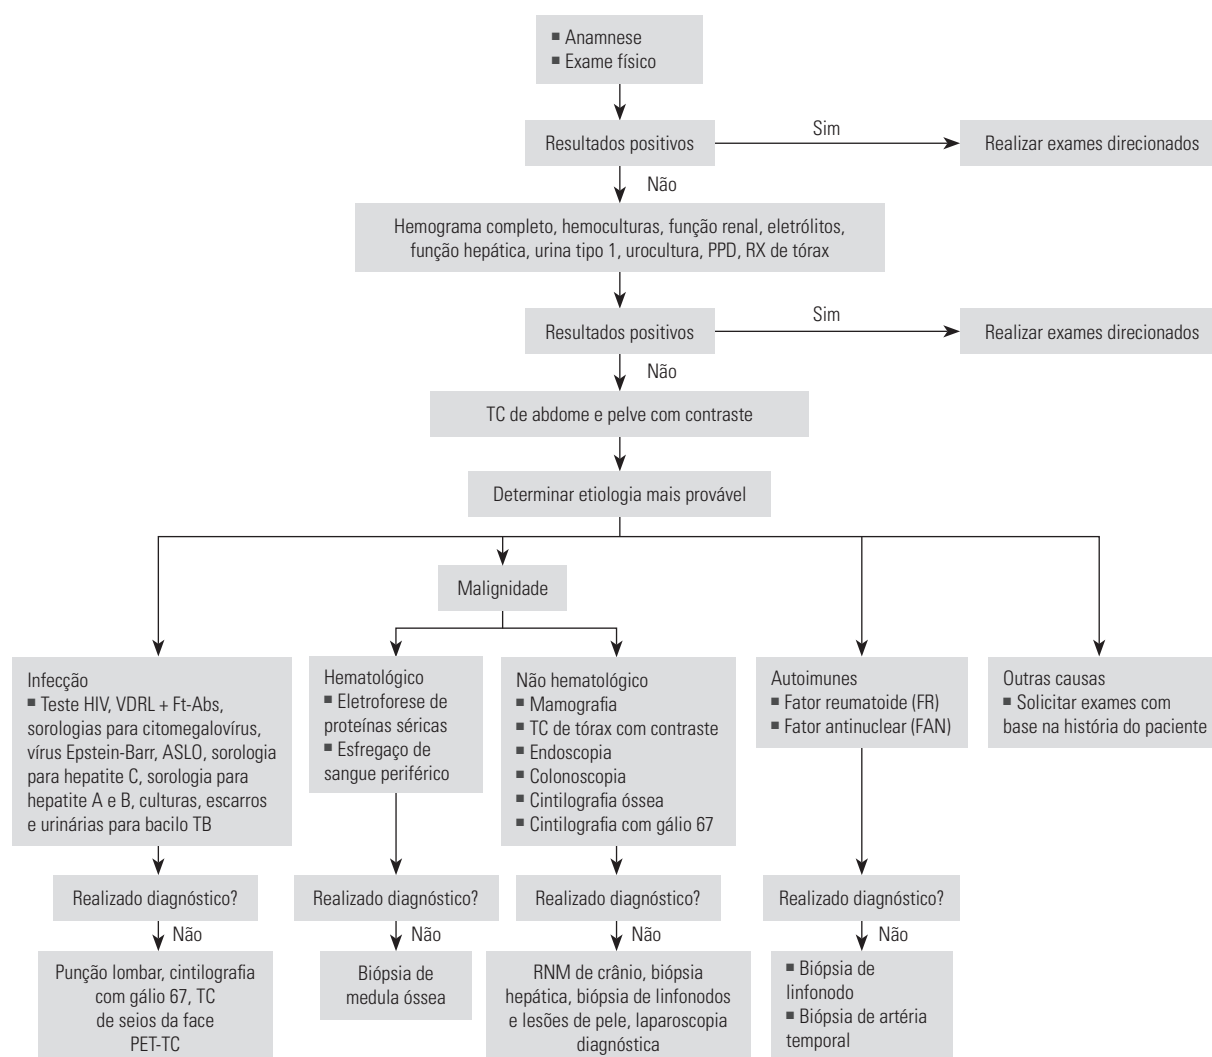 ■ Anamnese
■ Exame físico
Resultados positivos
Sim
Realizar exames direcionados
Não
Hemograma completo, hemoculturas, função renal, eletrólitos,
função hepática, urina tipo 1, urocultura, PPD, RX de tórax
Resultados positivos
Sim
Realizar exames direcionados
Não
TC de abdome e pelve com contraste
Determinar etiologia mais provável
Malignidade
Infecção
■ Teste HIV, VDRL + Ft-Abs,
sorologias para citomegalovírus,
vírus Epstein-Barr, ASLO, sorologia
para hepatite C, sorologia para
hepatite A e B, culturas, escarros
e urinárias para bacilo TB
Realizado diagnóstico?
Não
Punção lombar, cintilografia
com gálio 67, TC
de seios da face
PET-TC
Hematológico
■ Eletroforese de
proteínas séricas
■ Esfregaço de
sangue periférico
Realizado diagnóstico?
Não
Biópsia de
medula óssea
Não hematológico
■ Mamografia
■ TC de tórax com contraste
■ Endoscopia
■ Colonoscopia
■ Cintilografia óssea
■ Cintilografia com gálio 67
Realizado diagnóstico?
Não
RNM de crânio, biópsia
hepática, biópsia de linfonodos
e lesões de pele, laparoscopia
diagnóstica
Autoimunes
■ Fator reumatoide (FR)
■ Fator antinuclear (FAN)
Realizado diagnóstico?
Não
■ Biópsia de
linfonodo
■ Biópsia de artéria
temporal
Outras causas
■ Solicitar exames com
base na história do paciente